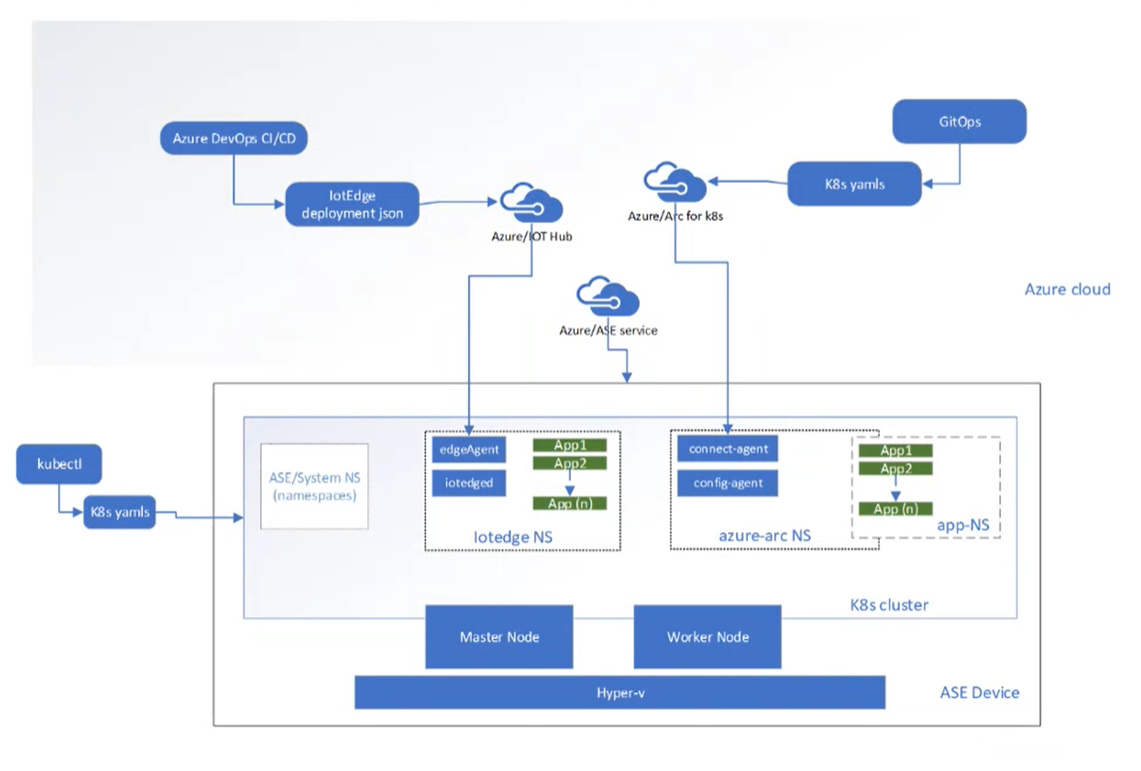 GitOps
Azure DevOps CI/CD
K8s yamls
IotEdge
deployment json
Azure/Arc for k8s
Azure/IOT Hub
Azure cloud
Azure/ASE service
kubectl
K8s yamls
ASE/System NS
(namespaces)
edgeAgent
iotedged
App1
App2
App (n)
Iotedge NS
connect-agent
config-agent
azure-arc NS
App1
App2
App (n)
app-NS
K8s cluster
Master Node
Worker Node
Hyper-v
ASE Device